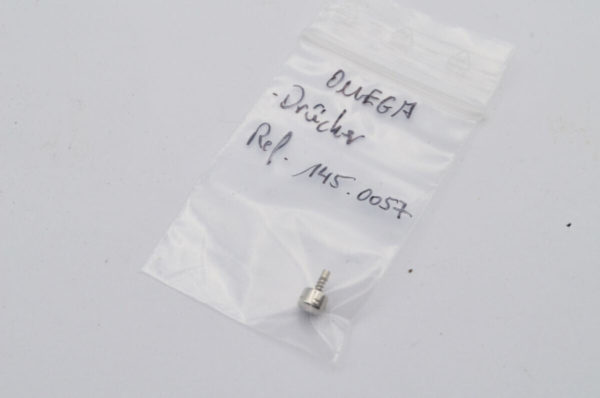 OMEGA
-Drücker
Ref. 145.0057